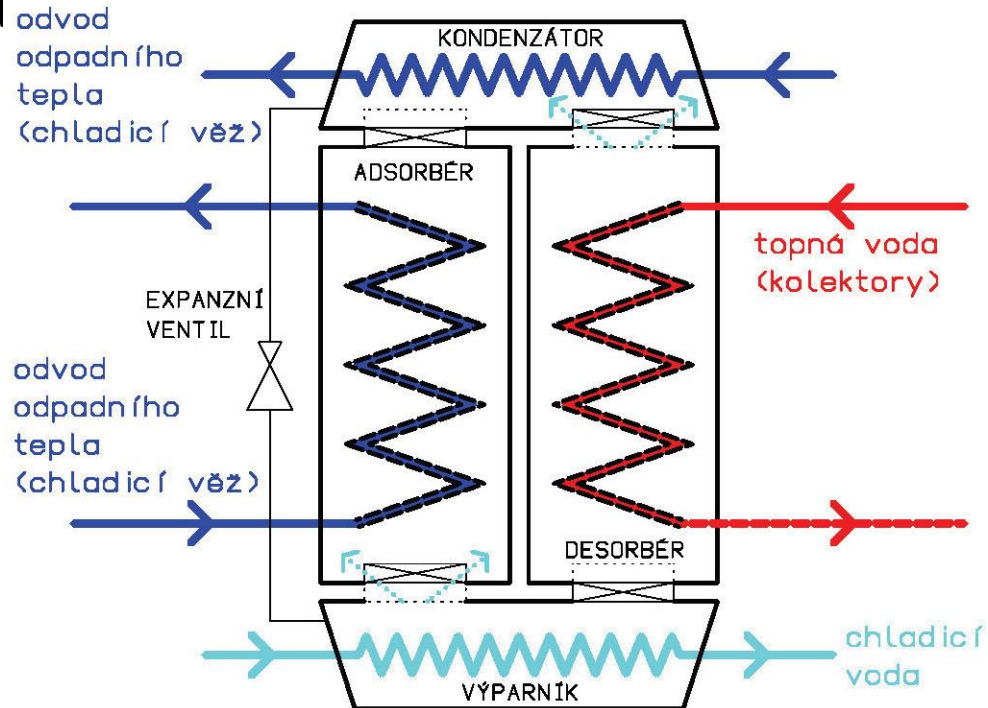 odvod
odpadního
tepla
(chladicí věž)
KONDENZÁTOR
ADSORBÉR
topná voda
(kolektory)
EXPANZNÍ
VENTIL
odvod
odpadního
tepla
(chladicí věž)
DESORBÉR
chladicí
voda
VÝPARNÍK